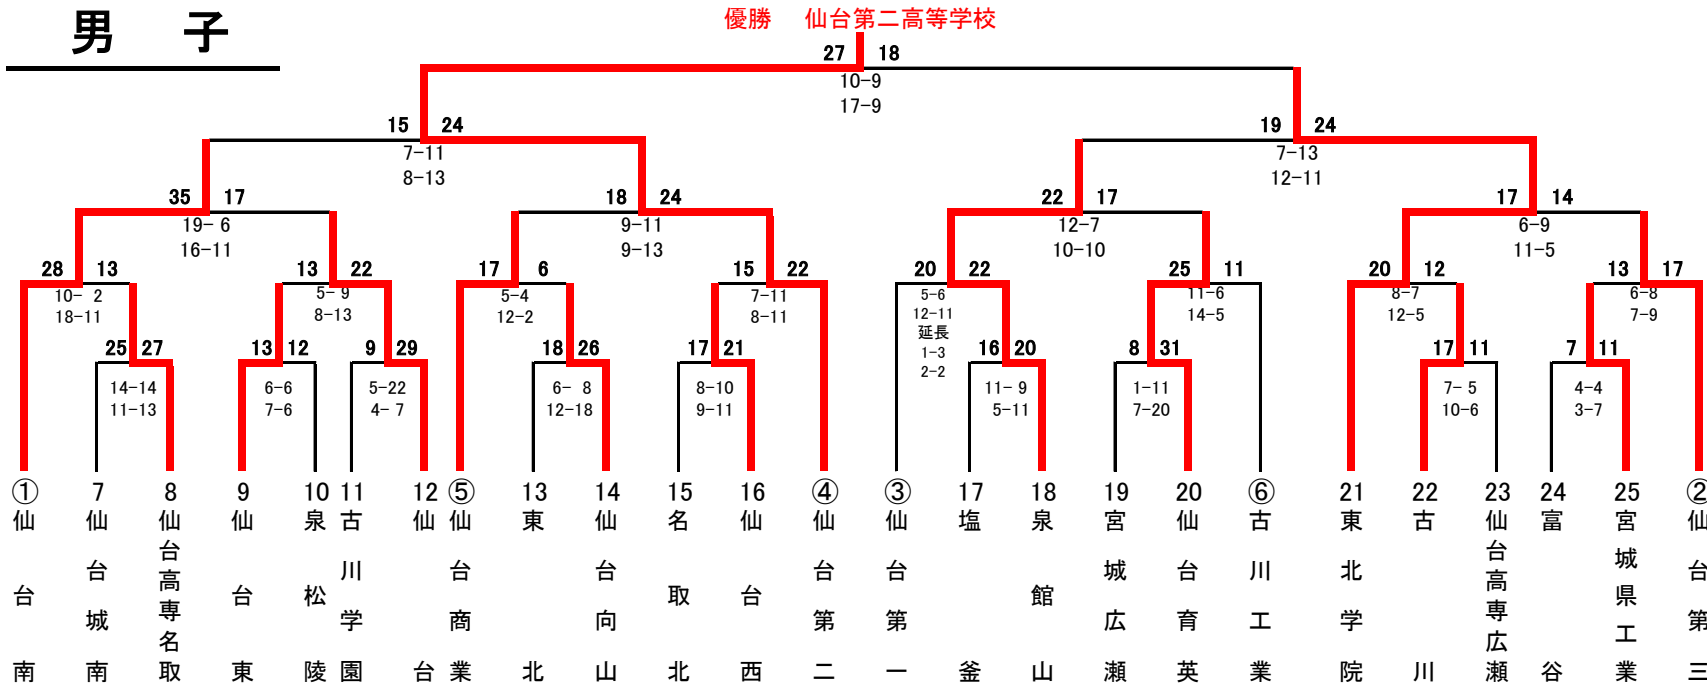 男 子
優勝 仙台第二高等学校
27 18
10-9
17-9
15 24
7-11
8-13
19 24
7-13
12-11
35 17
19- 6
16-11
18 24
9-11
9-13
22 17
12-7
10-10
17 14
6-9
11-5
28 13
10- 2
18-11
13 22
5- 9
8-13
17 6
5-4
12-2
15 22
7-11
8-11
20 22
5-6
12-11
延長
1-3
2-2
25 11
11-6
14-5
20 12
8-7
12-5
13 17
6-8
7-9
25 27
14-14
11-13
13 12
6-6
7-6
9 29
5-22
4- 7
18 26
6- 8
12-18
17 21
8-10
9-11
16 20
11- 9
5-11
8 31
1-11
7-20
17 11
7- 5
10-6
7 11
4-4
3-7
① 仙台南
7 仙台城南
8 仙台高専名取
9 仙台東
10 泉松陵
11 古川学園
12 仙台
⑤ 仙台商業
13 東北
14 仙台向山
15 名取北
16 仙台西
④ 仙台第二
③ 仙台第一
17 塩釜
18 泉館山
19 宮城広瀬
20 仙台育英
⑥ 古川工業
21 東北学院
22 古川
23 仙台高専広瀬
24 富谷
25 宮城県工業
② 仙台第三